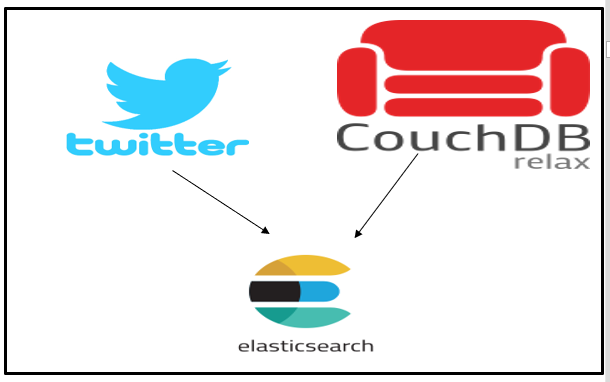 twitter
CouchDB
relax
elasticsearch